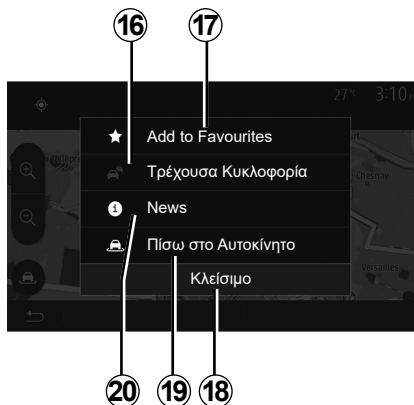 16 17
27 °C 3:10
Add to Favourites
Τρέχουσα Κυκλοφορία
Chesnay
News
Πίσω στο Αυτοκίνητο
Versailles
Κλείσιμο
20 19 18